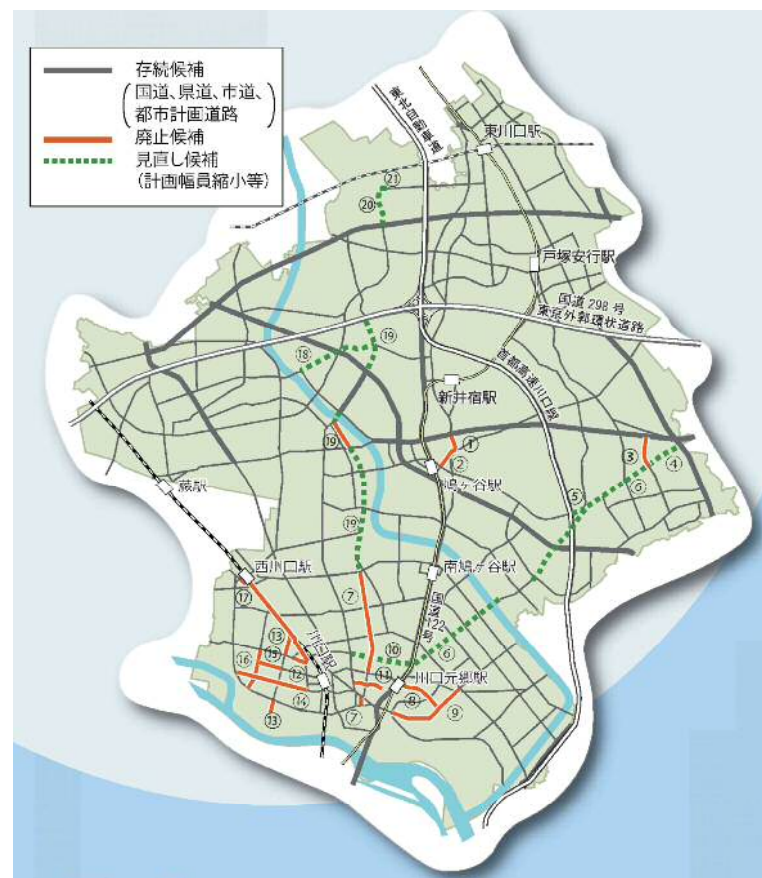 存続候補
(国道、県道、市道、
都市計画道路)
廃止候補
見直し候補
(計画幅員縮小等)
東北自動車道
東川口駅
㉑
⑳
戸塚安行駅
国道298号
東京外郭環状道路
⑲
⑱
首都高速川口線
新井宿駅
⑲
①
②
③
④
鳩ヶ谷駅
⑥
蕨駅
⑤
⑲
西川口駅
南鳩ヶ谷駅
⑰
⑦
国道122号
⑬
川口駅
⑩
⑥
⑮
⑯
⑫
⑪
川口元郷駅
⑭
⑧
⑬
⑦
⑨